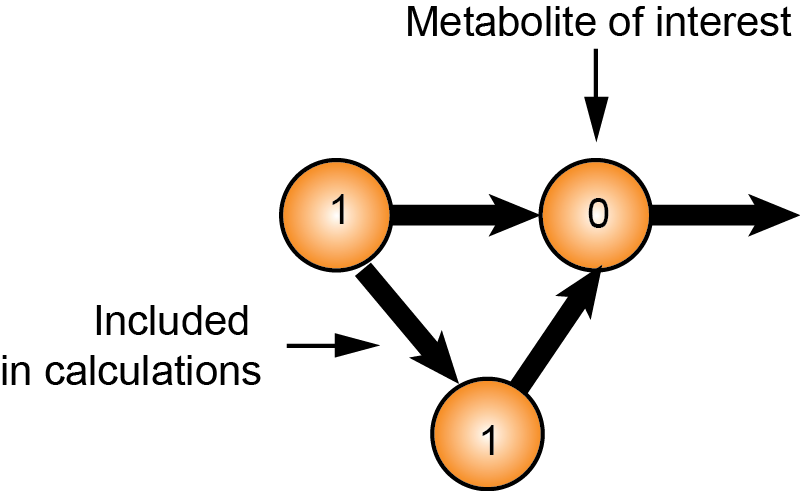 Metabolite of interest
1
0
Included
in calculations
1